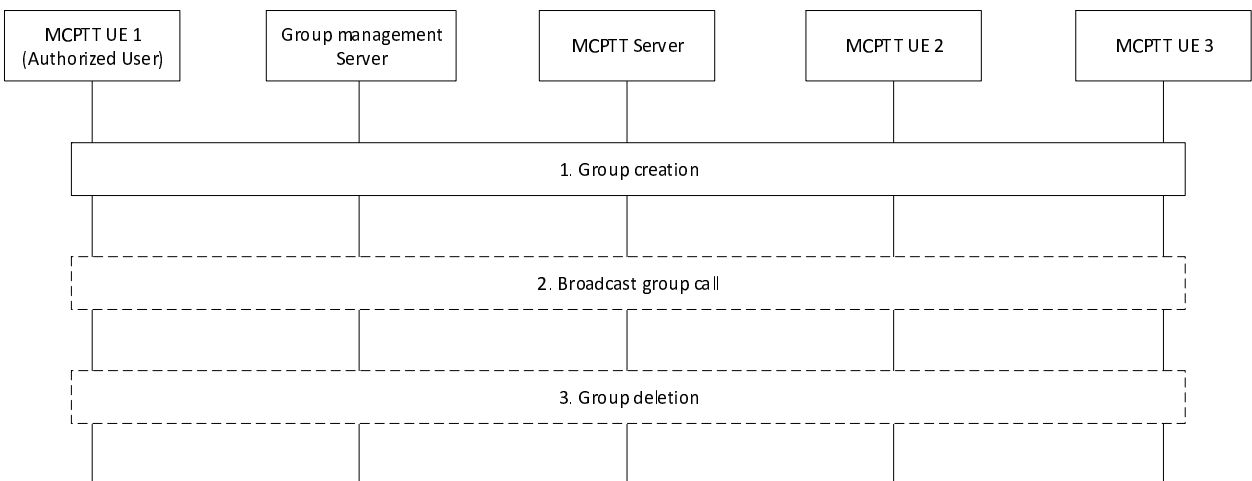 MCPTT UE 1
(Authorized User)
Group management
Server
MCPTT Server
MCPTT UE 2
MCPTT UE 3
1. Group creation
2. Broadcast group call
3. Group deletion